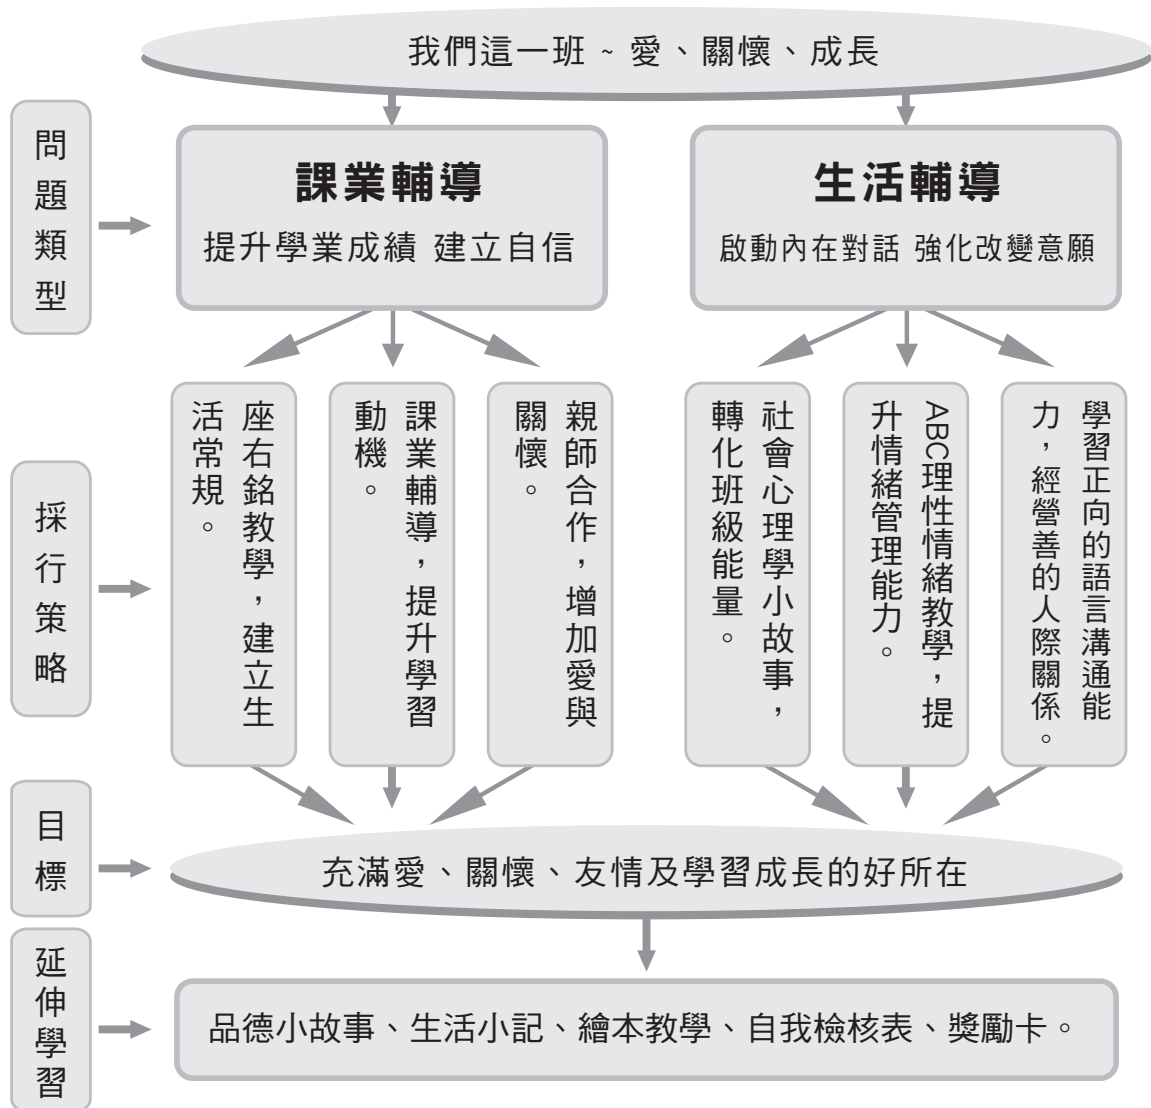 我們這一班 ~ 愛、關懷、成長
問題類型
課業輔導
提升學業成績 建立自信
生活輔導
啟動內在對話 強化改變意願
採行策略
座右銘教學，建立生
活常規。
課業輔導，提升學習
動機。
親師合作，增加愛與
關懷。
社會心理學小故事，
轉化班級能量。
ABC理性情緒教學，提
升情緒管理能力。
學習正向的語言溝通能
力，經營善的人際關係。
目標
充滿愛、關懷、友情及學習成長的好所在
延伸學習
品德小故事、生活小記、繪本教學、自我檢核表、獎勵卡。